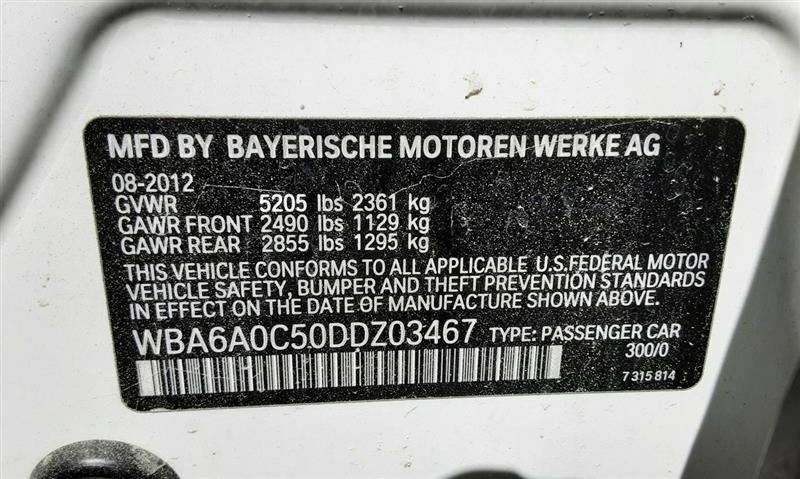 MFD BY BAYERISCHE MOTOREN WERKE AG
08-2012
GVWR 5205 lbs 2361 kg
GAWR FRONT 2490 lbs 1129 kg
GAWR REAR 2855 lbs 1295 kg
THIS VEHICLE CONFORMS TO ALL APPLICABLE U.S.FEDERAL MOTOR
VEHICLE SAFETY, BUMPER AND THEFT PREVENTION STANDARDS
IN EFFECT ON THE DATE OF MANUFACTURE SHOWN ABOVE.
WBA6A0C50DDZ03467 TYPE: PASSENGER CAR
300/0
7 315 814